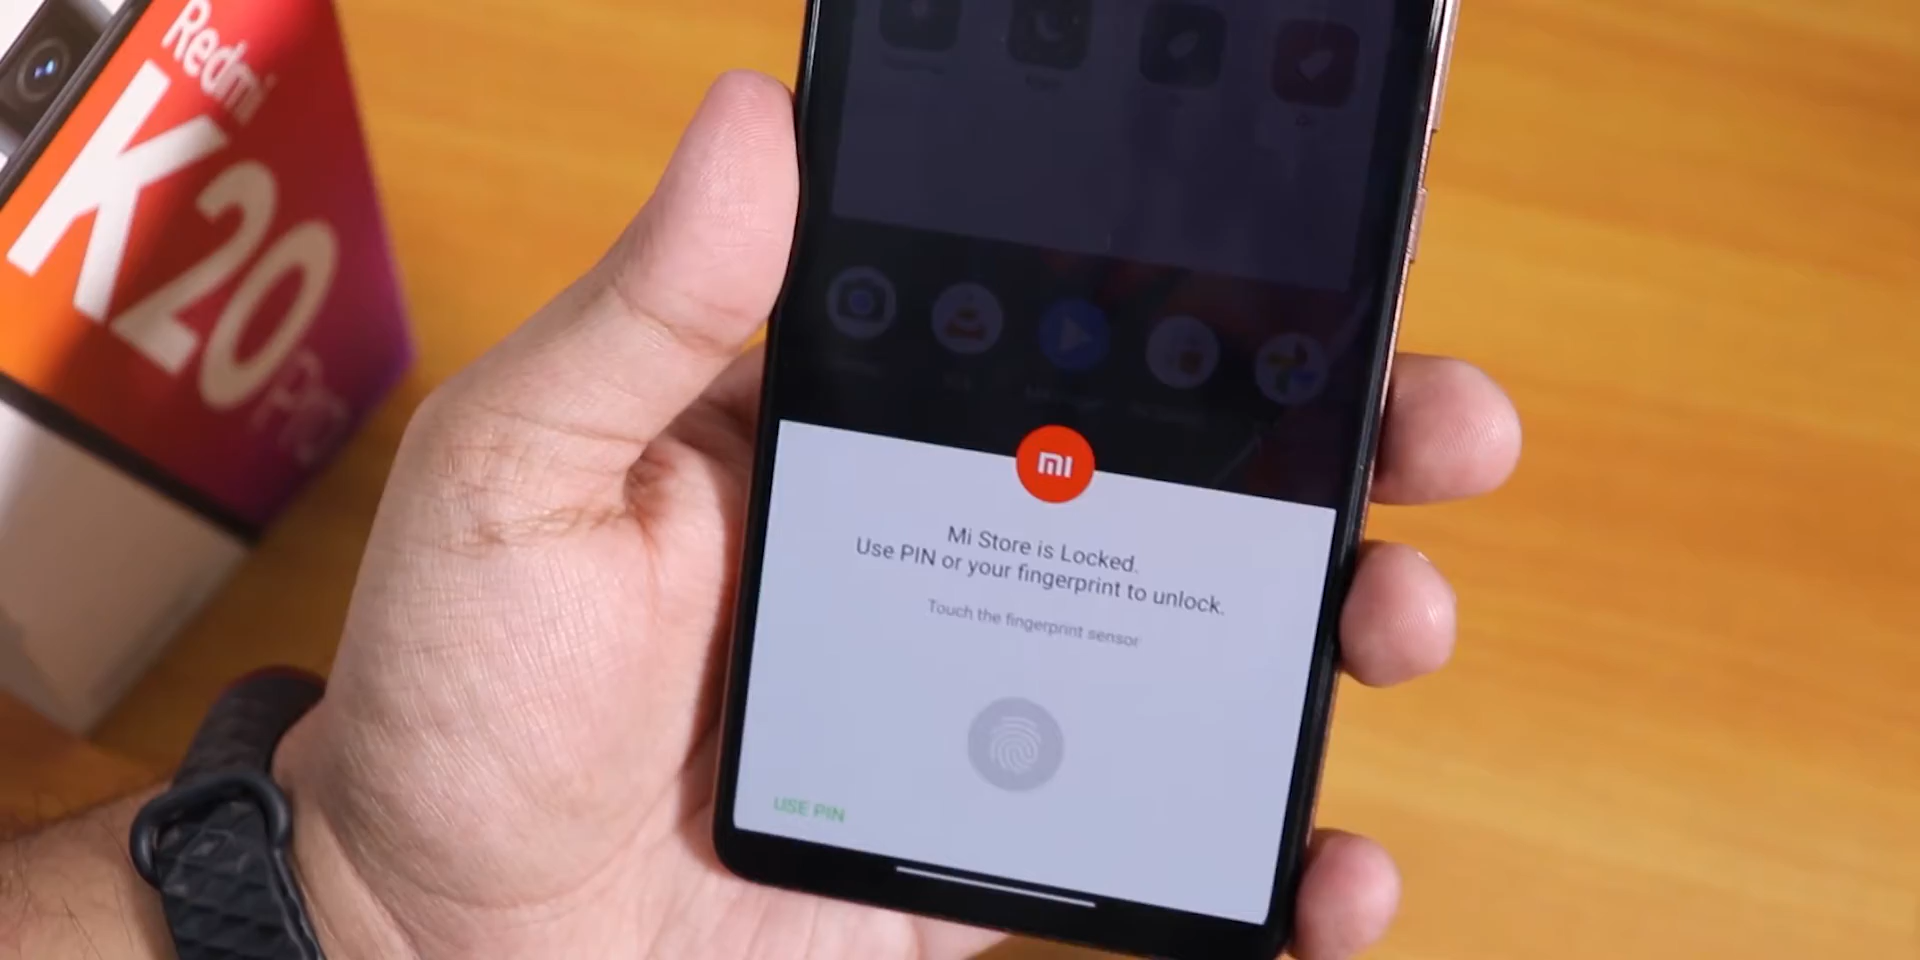 Redmi
K20
PRO
mi
Mi Store is Locked.
Use PIN or your fingerprint to unlock.
Touch the fingerprint sensor
USE PIN